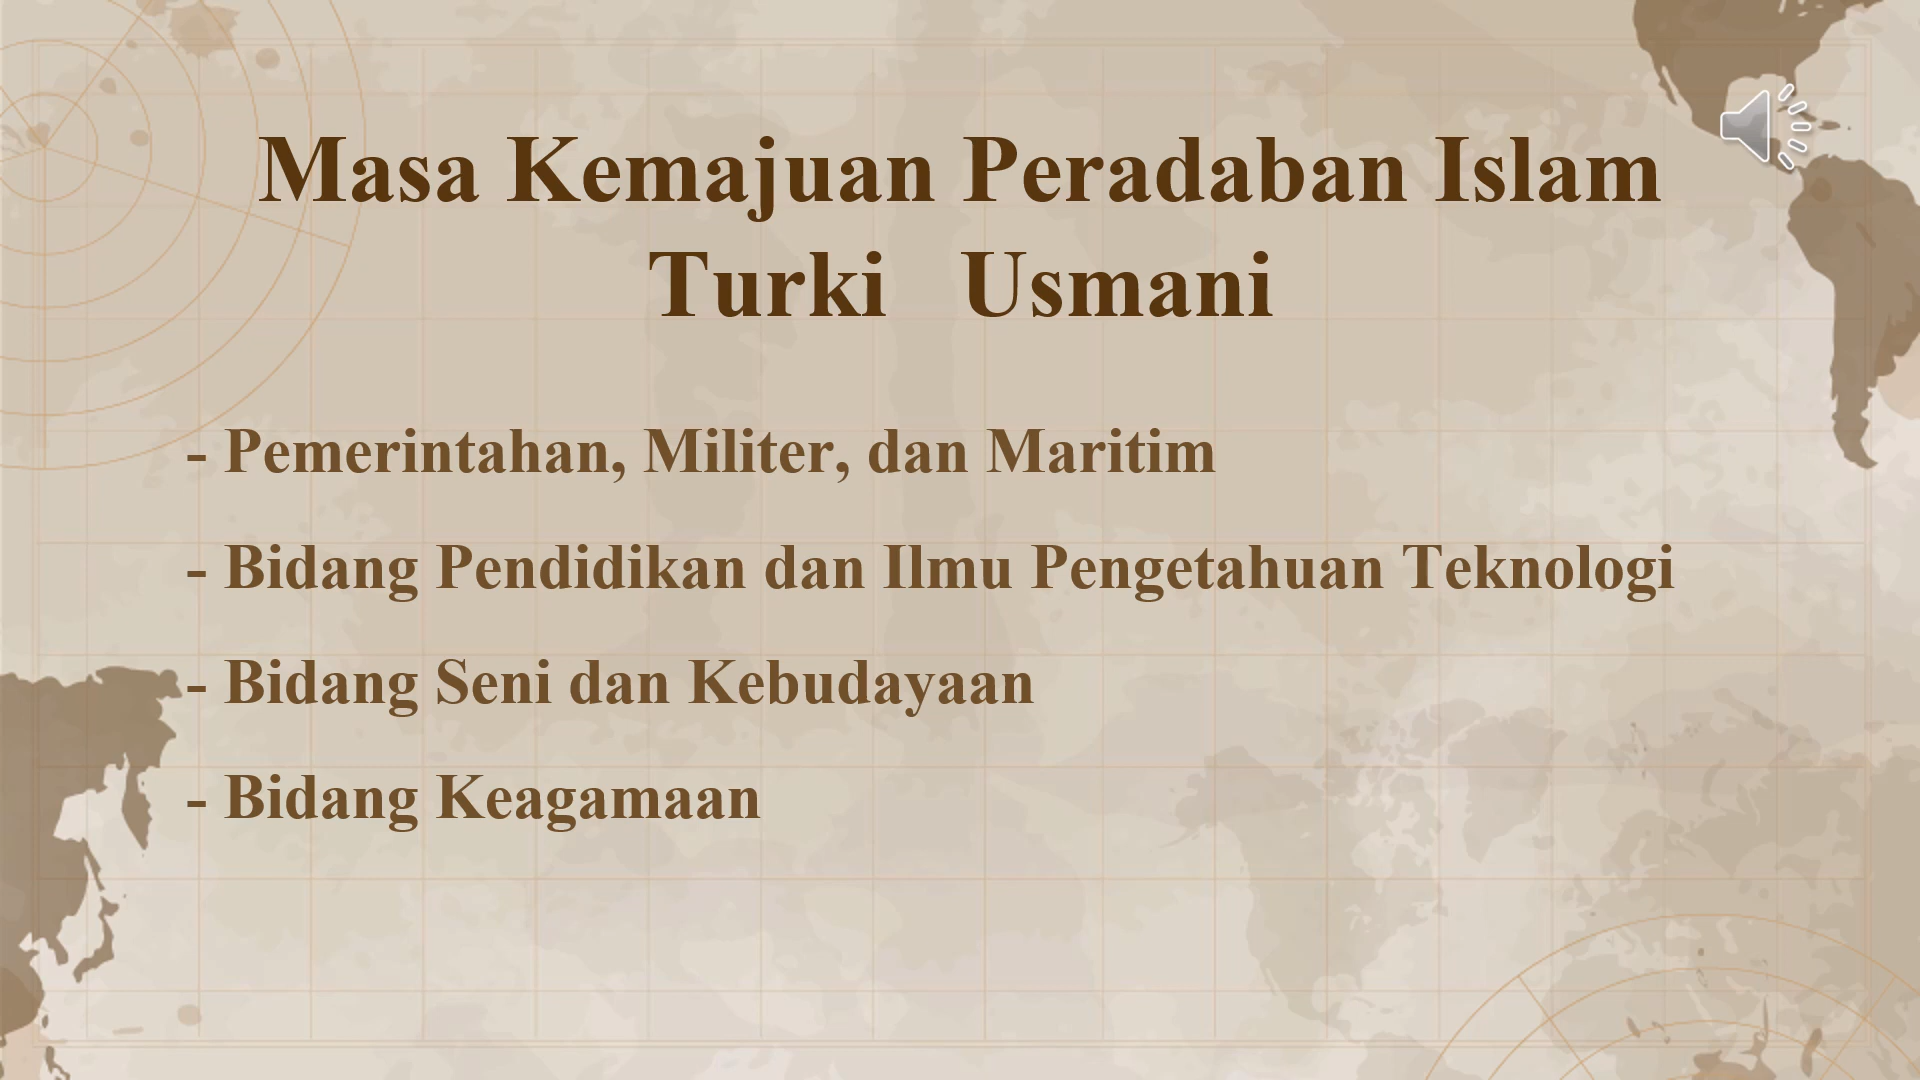 Masa Kemajuan Peradaban Islam
Turki Usmani
- Pemerintahan, Militer, dan Maritim
- Bidang Pendidikan dan Ilmu Pengetahuan Teknologi
- Bidang Seni dan Kebudayaan
- Bidang Keagamaan